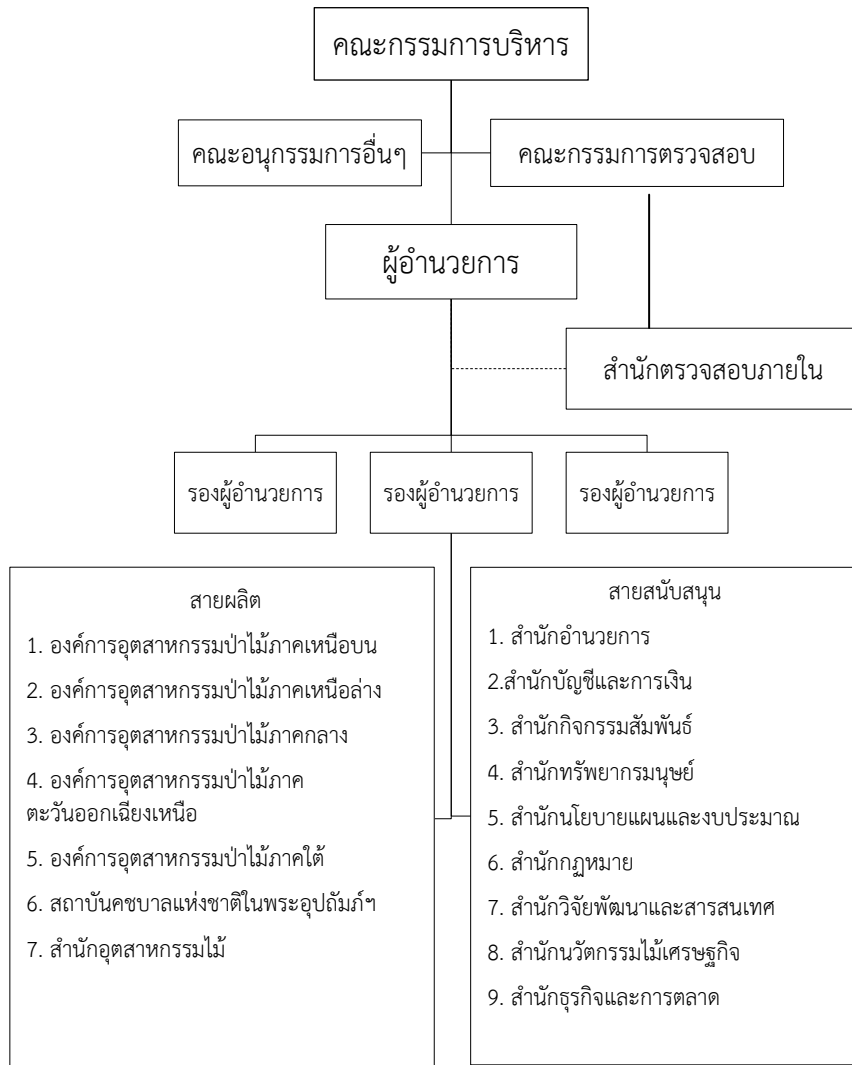 คณะกรรมการบริหาร
คณะอนุกรรมการอื่นๆ
คณะกรรมการตรวจสอบ
ผู้อำนวยการ
สำนักตรวจสอบภายใน
รองผู้อำนวยการ
รองผู้อำนวยการ
รองผู้อำนวยการ
สายผลิต
1. องค์การอุตสาหกรรมป่าไม้ภาคเหนือบน
2. องค์การอุตสาหกรรมป่าไม้ภาคเหนือล่าง
3. องค์การอุตสาหกรรมป่าไม้ภาคกลาง
4. องค์การอุตสาหกรรมป่าไม้ภาค
ตะวันออกเฉียงเหนือ
5. องค์การอุตสาหกรรมป่าไม้ภาคใต้
6. สถาบันคชบาลแห่งชาติในพระอุปถัมภ์ฯ
7. สำนักอุตสาหกรรมไม้
สายสนับสนุน
1. สำนักอำนวยการ
2.สำนักบัญชีและการเงิน
3. สำนักกิจกรรมสัมพันธ์
4. สำนักทรัพยากรมนุษย์
5. สำนักนโยบายแผนและงบประมาณ
6. สำนักกฏหมาย
7. สำนักวิจัยพัฒนาและสารสนเทศ
8. สำนักนวัตกรรมไม้เศรษฐกิจ
9. สำนักธุรกิจและการตลาด